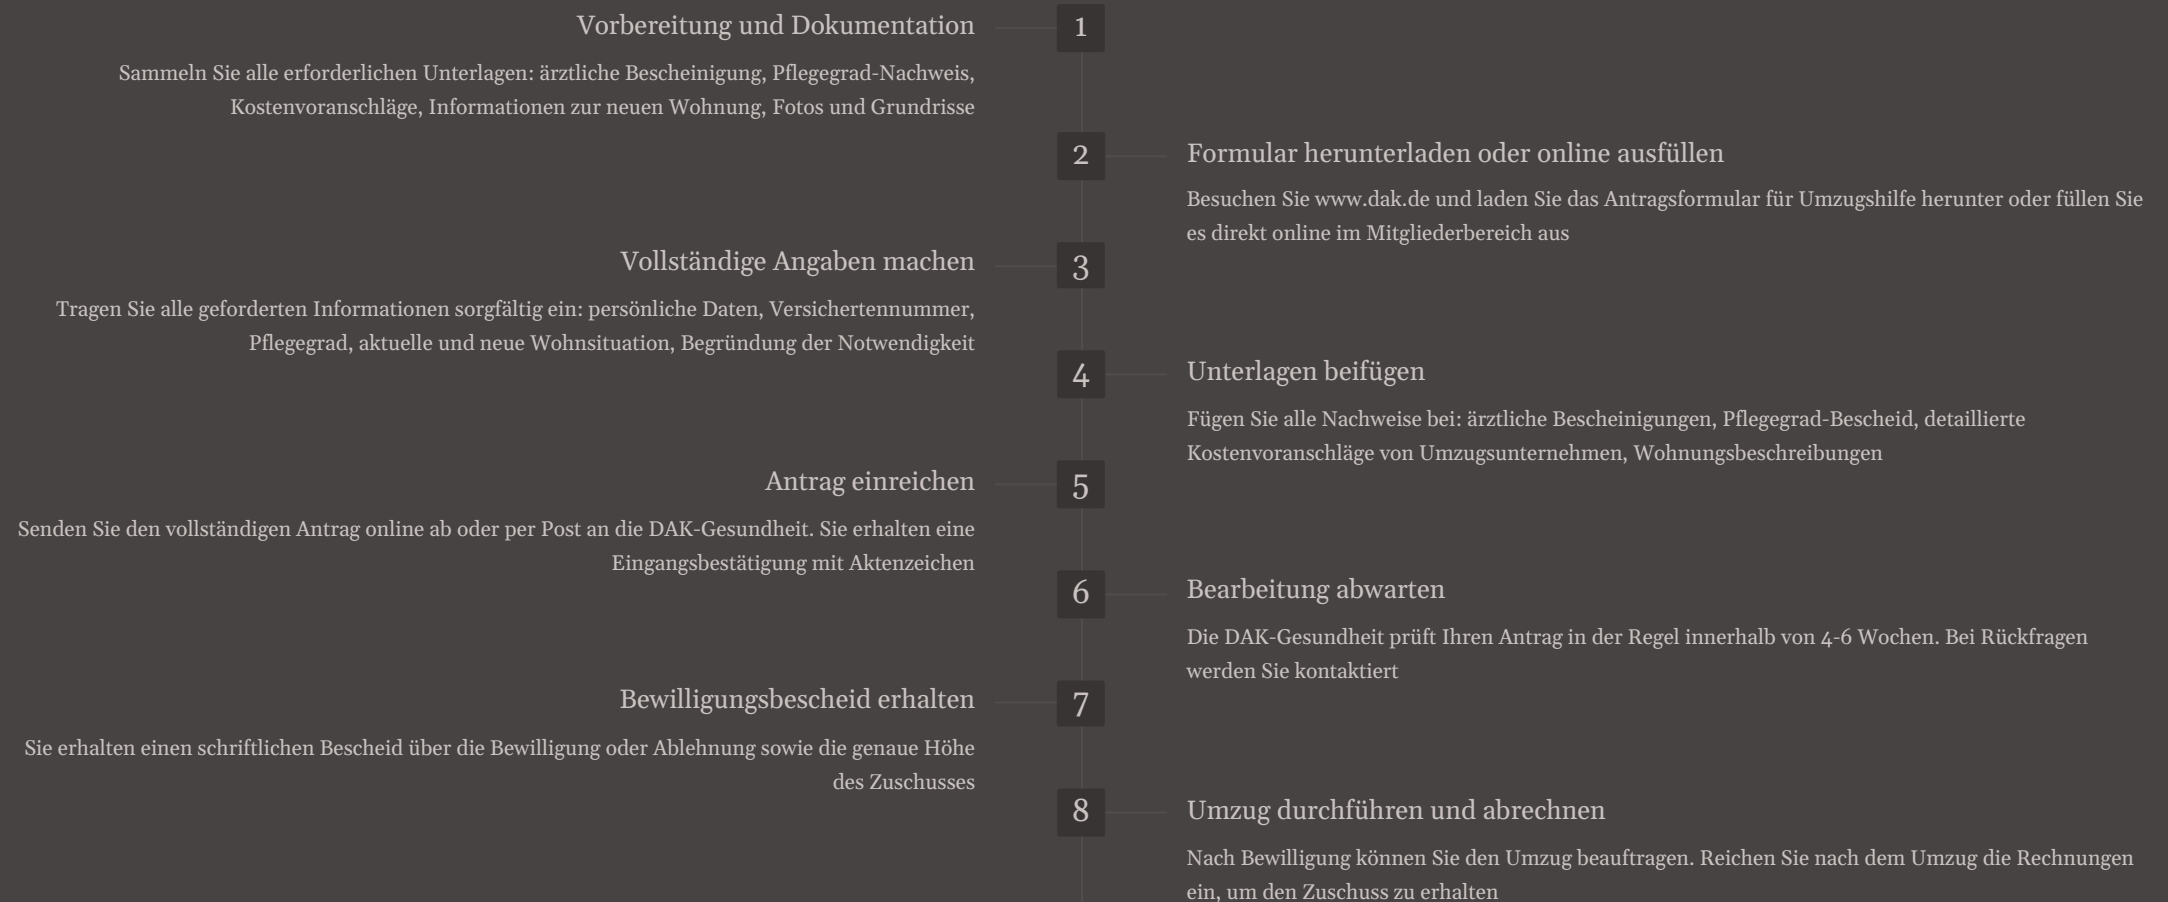 Vorbereitung und Dokumentation
1
Sammeln Sie alle erforderlichen Unterlagen: ärztliche Bescheinigung, Pflegegrad-Nachweis,
Kostenvoranschläge, Informationen zur neuen Wohnung, Fotos und Grundrisse
2
Formular herunterladen oder online ausfüllen
Besuchen Sie www.dak.de und laden Sie das Antragsformular für Umzugshilfe herunter oder füllen Sie
es direkt online im Mitgliederbereich aus
Vollständige Angaben machen
3
Tragen Sie alle geforderten Informationen sorgfältig ein: persönliche Daten, Versichertennummer,
Pflegegrad, aktuelle und neue Wohnsituation, Begründung der Notwendigkeit
4
Unterlagen beifügen
Fügen Sie alle Nachweise bei: ärztliche Bescheinigungen, Pflegegrad-Bescheid, detaillierte
Kostenvoranschläge von Umzugsunternehmen, Wohnungsbeschreibungen
Antrag einreichen
5
Senden Sie den vollständigen Antrag online ab oder per Post an die DAK-Gesundheit. Sie erhalten eine
Eingangsbestätigung mit Aktenzeichen
6
Bearbeitung abwarten
Die DAK-Gesundheit prüft Ihren Antrag in der Regel innerhalb von 4-6 Wochen. Bei Rückfragen
werden Sie kontaktiert
Bewilligungsbescheid erhalten
7
Sie erhalten einen schriftlichen Bescheid über die Bewilligung oder Ablehnung sowie die genaue Höhe
des Zuschusses
8
Umzug durchführen und abrechnen
Nach Bewilligung können Sie den Umzug beauftragen. Reichen Sie nach dem Umzug die Rechnungen
ein, um den Zuschuss zu erhalten